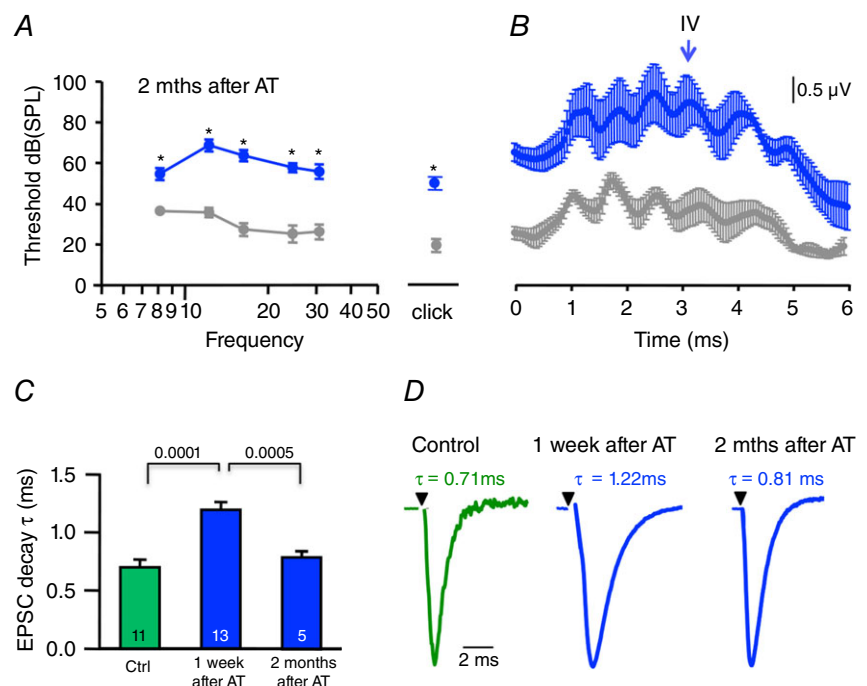 A
2 mths after AT
Threshold dB(SPL)
100
80
60
40
20
0
* * * * *
*
5 6 7 8 9 10 20 30 40 50
click
Frequency
B
IV
0.5 µV
0 1 2 3 4 5 6
Time (ms)
C
0.0001 0.0005
EPSC decay τ (ms)
1.5
1.0
0.5
0.0
11 13 5
Ctrl
1 week
after AT
2 months
after AT
D
Control
τ = 0.71ms
1 week after AT
τ = 1.22ms
2 mths after AT
τ = 0.81 ms
2 ms